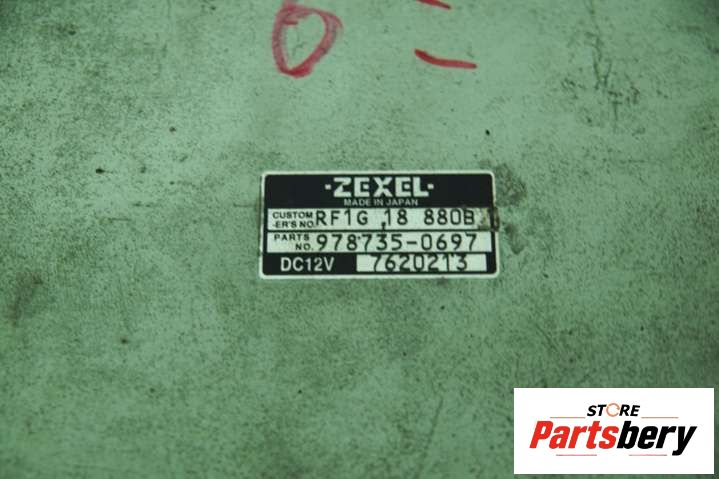 ·ZEXEL·
MADE IN JAPAN
CUSTOM
-ER'S NO. RF1G 18 880B
PARTS
NO. 978735-0697
DC12V 7620213
STORE
Partsbery